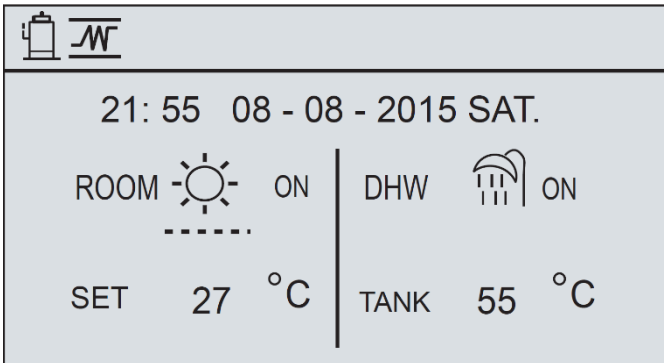 21: 55 08 - 08 - 2015 SAT.
ROOM ON DHW ON
SET 27 °C TANK 55 °C